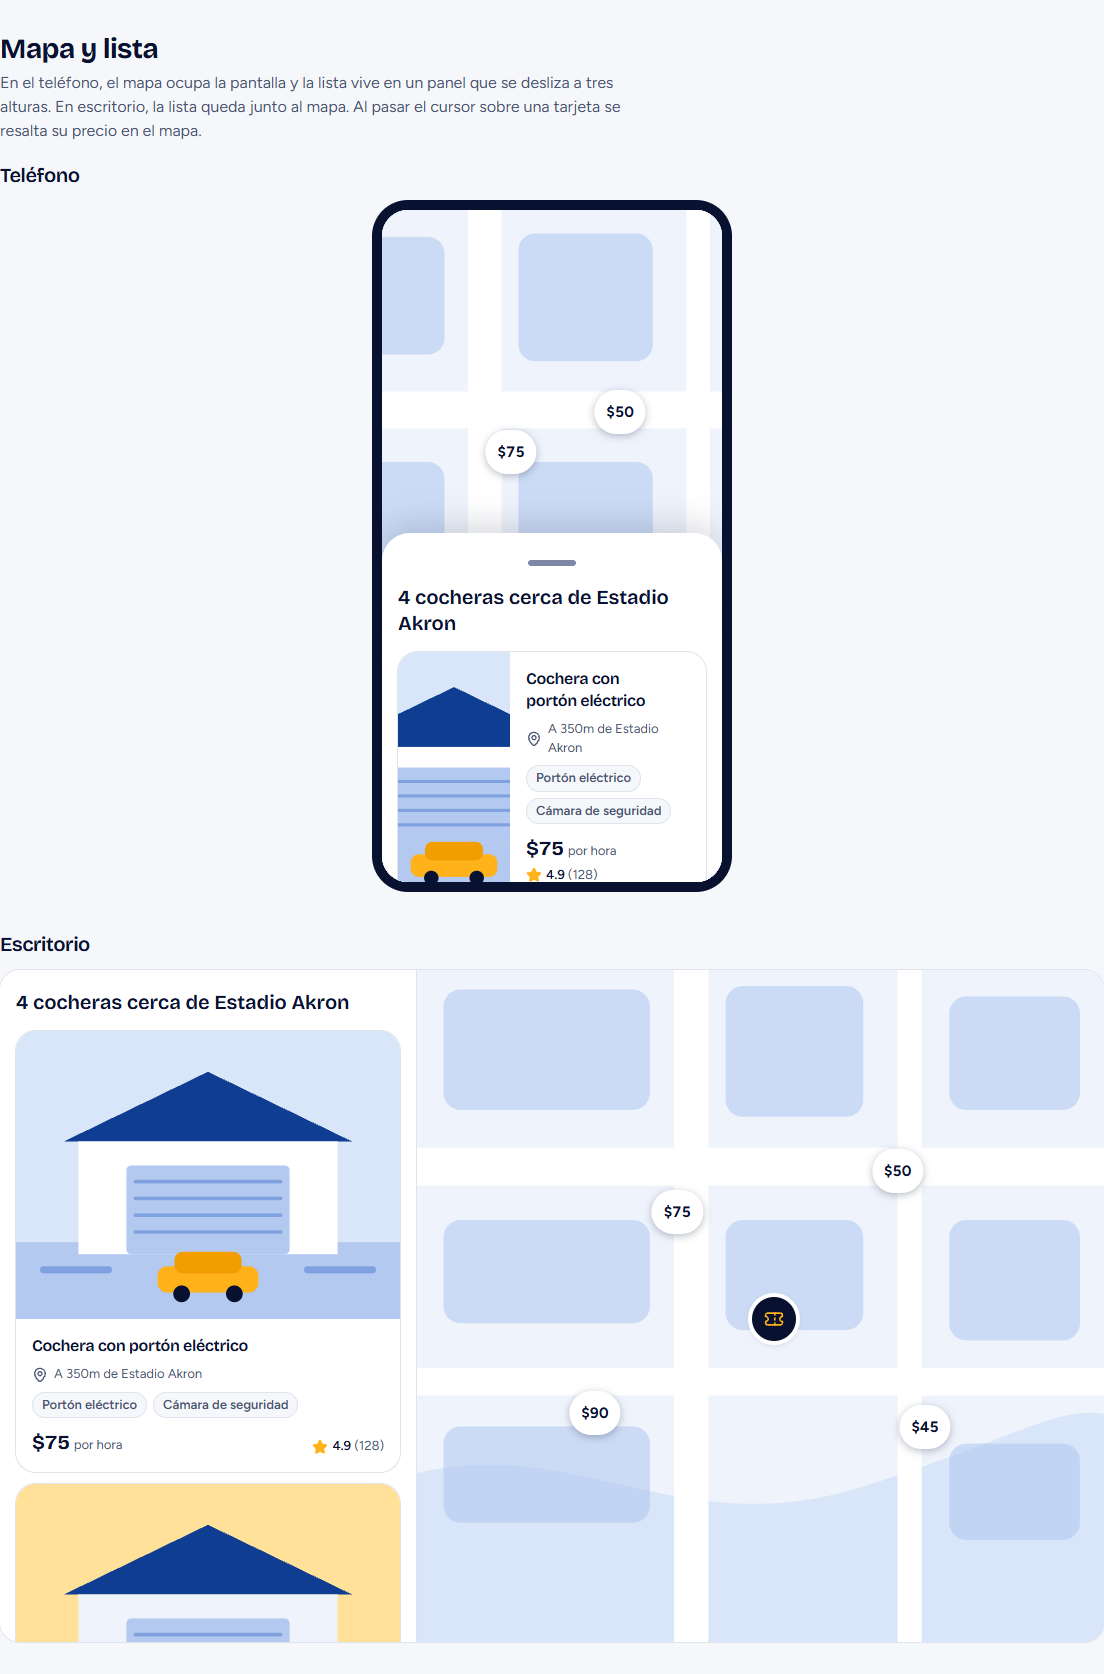 Mapa y lista
En el teléfono, el mapa ocupa la pantalla y la lista vive en un panel que se desliza a tres
alturas. En escritorio, la lista queda junto al mapa. Al pasar el cursor sobre una tarjeta se
resalta su precio en el mapa.
Teléfono
$50
$75
4 cocheras cerca de Estadio
Akron
Cochera con
portón eléctrico
A 350m de Estadio
Akron
Portón eléctrico
Cámara de seguridad
$75 por hora
4.9 (128)
Escritorio
4 cocheras cerca de Estadio Akron
Cochera con portón eléctrico
A 350m de Estadio Akron
Portón eléctrico Cámara de seguridad
$75 por hora 4.9 (128)
$50
$75
$90
$45